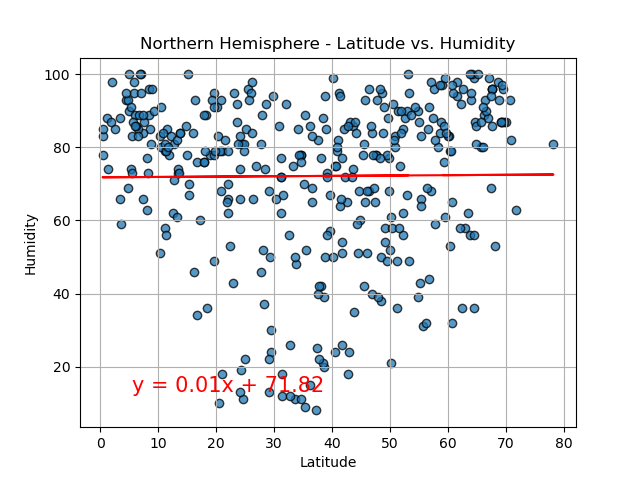 Northern Hemisphere - Latitude vs. Humidity
100
80
60
40
20
Humidity
y = 0.01x + 71.82
0 10 20 30 40 50 60 70 80
Latitude